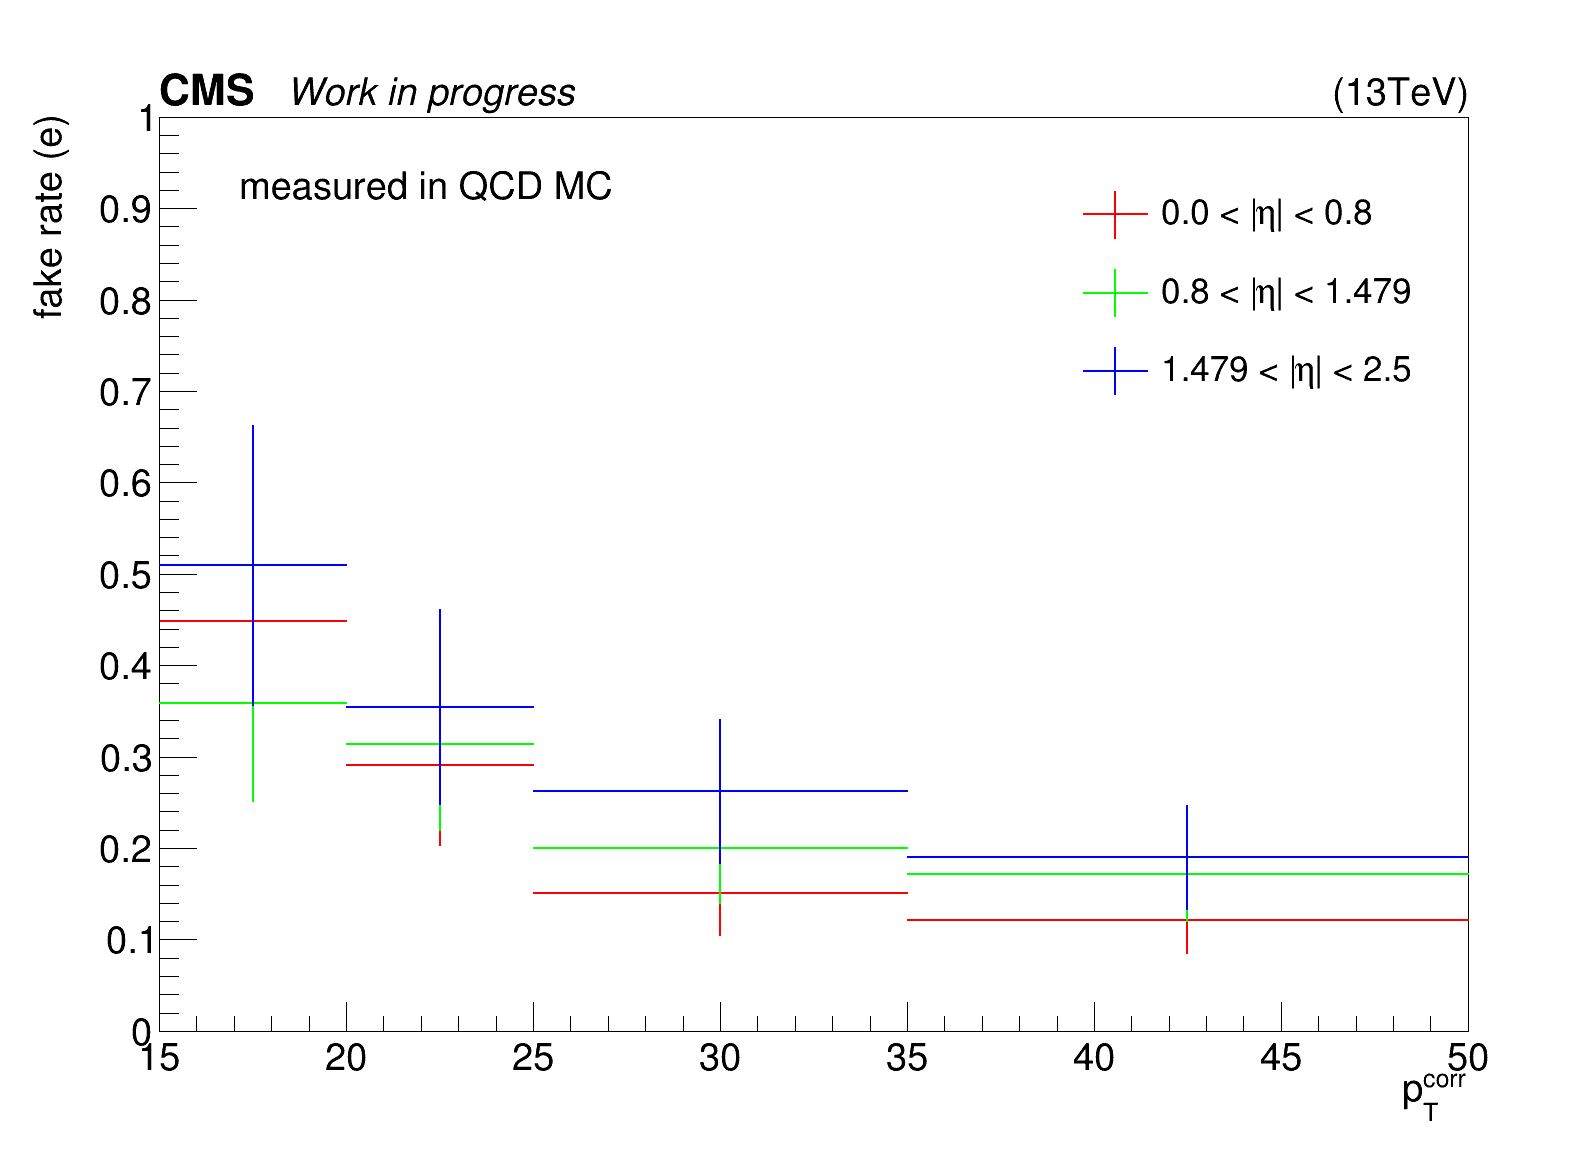 CMS Work in progress (13TeV)
fake rate (e)
measured in QCD MC
0.0 < |η| < 0.8
0.8 < |η| < 1.479
1.479 < |η| < 2.5
1
0.9
0.8
0.7
0.6
0.5
0.4
0.3
0.2
0.1
0
15 20 25 30 35 40 45 50
p_T^corr